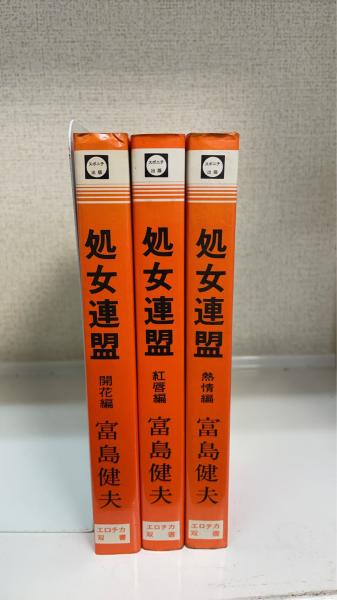 スポニチ
出版
処女連盟
開花編
富島健夫
エロチカ
双書
スポニチ
出版
処女連盟
紅唇編
富島健夫
エロチカ
双書
スポニチ
出版
処女連盟
熱情編
富島健夫
エロチカ
双書